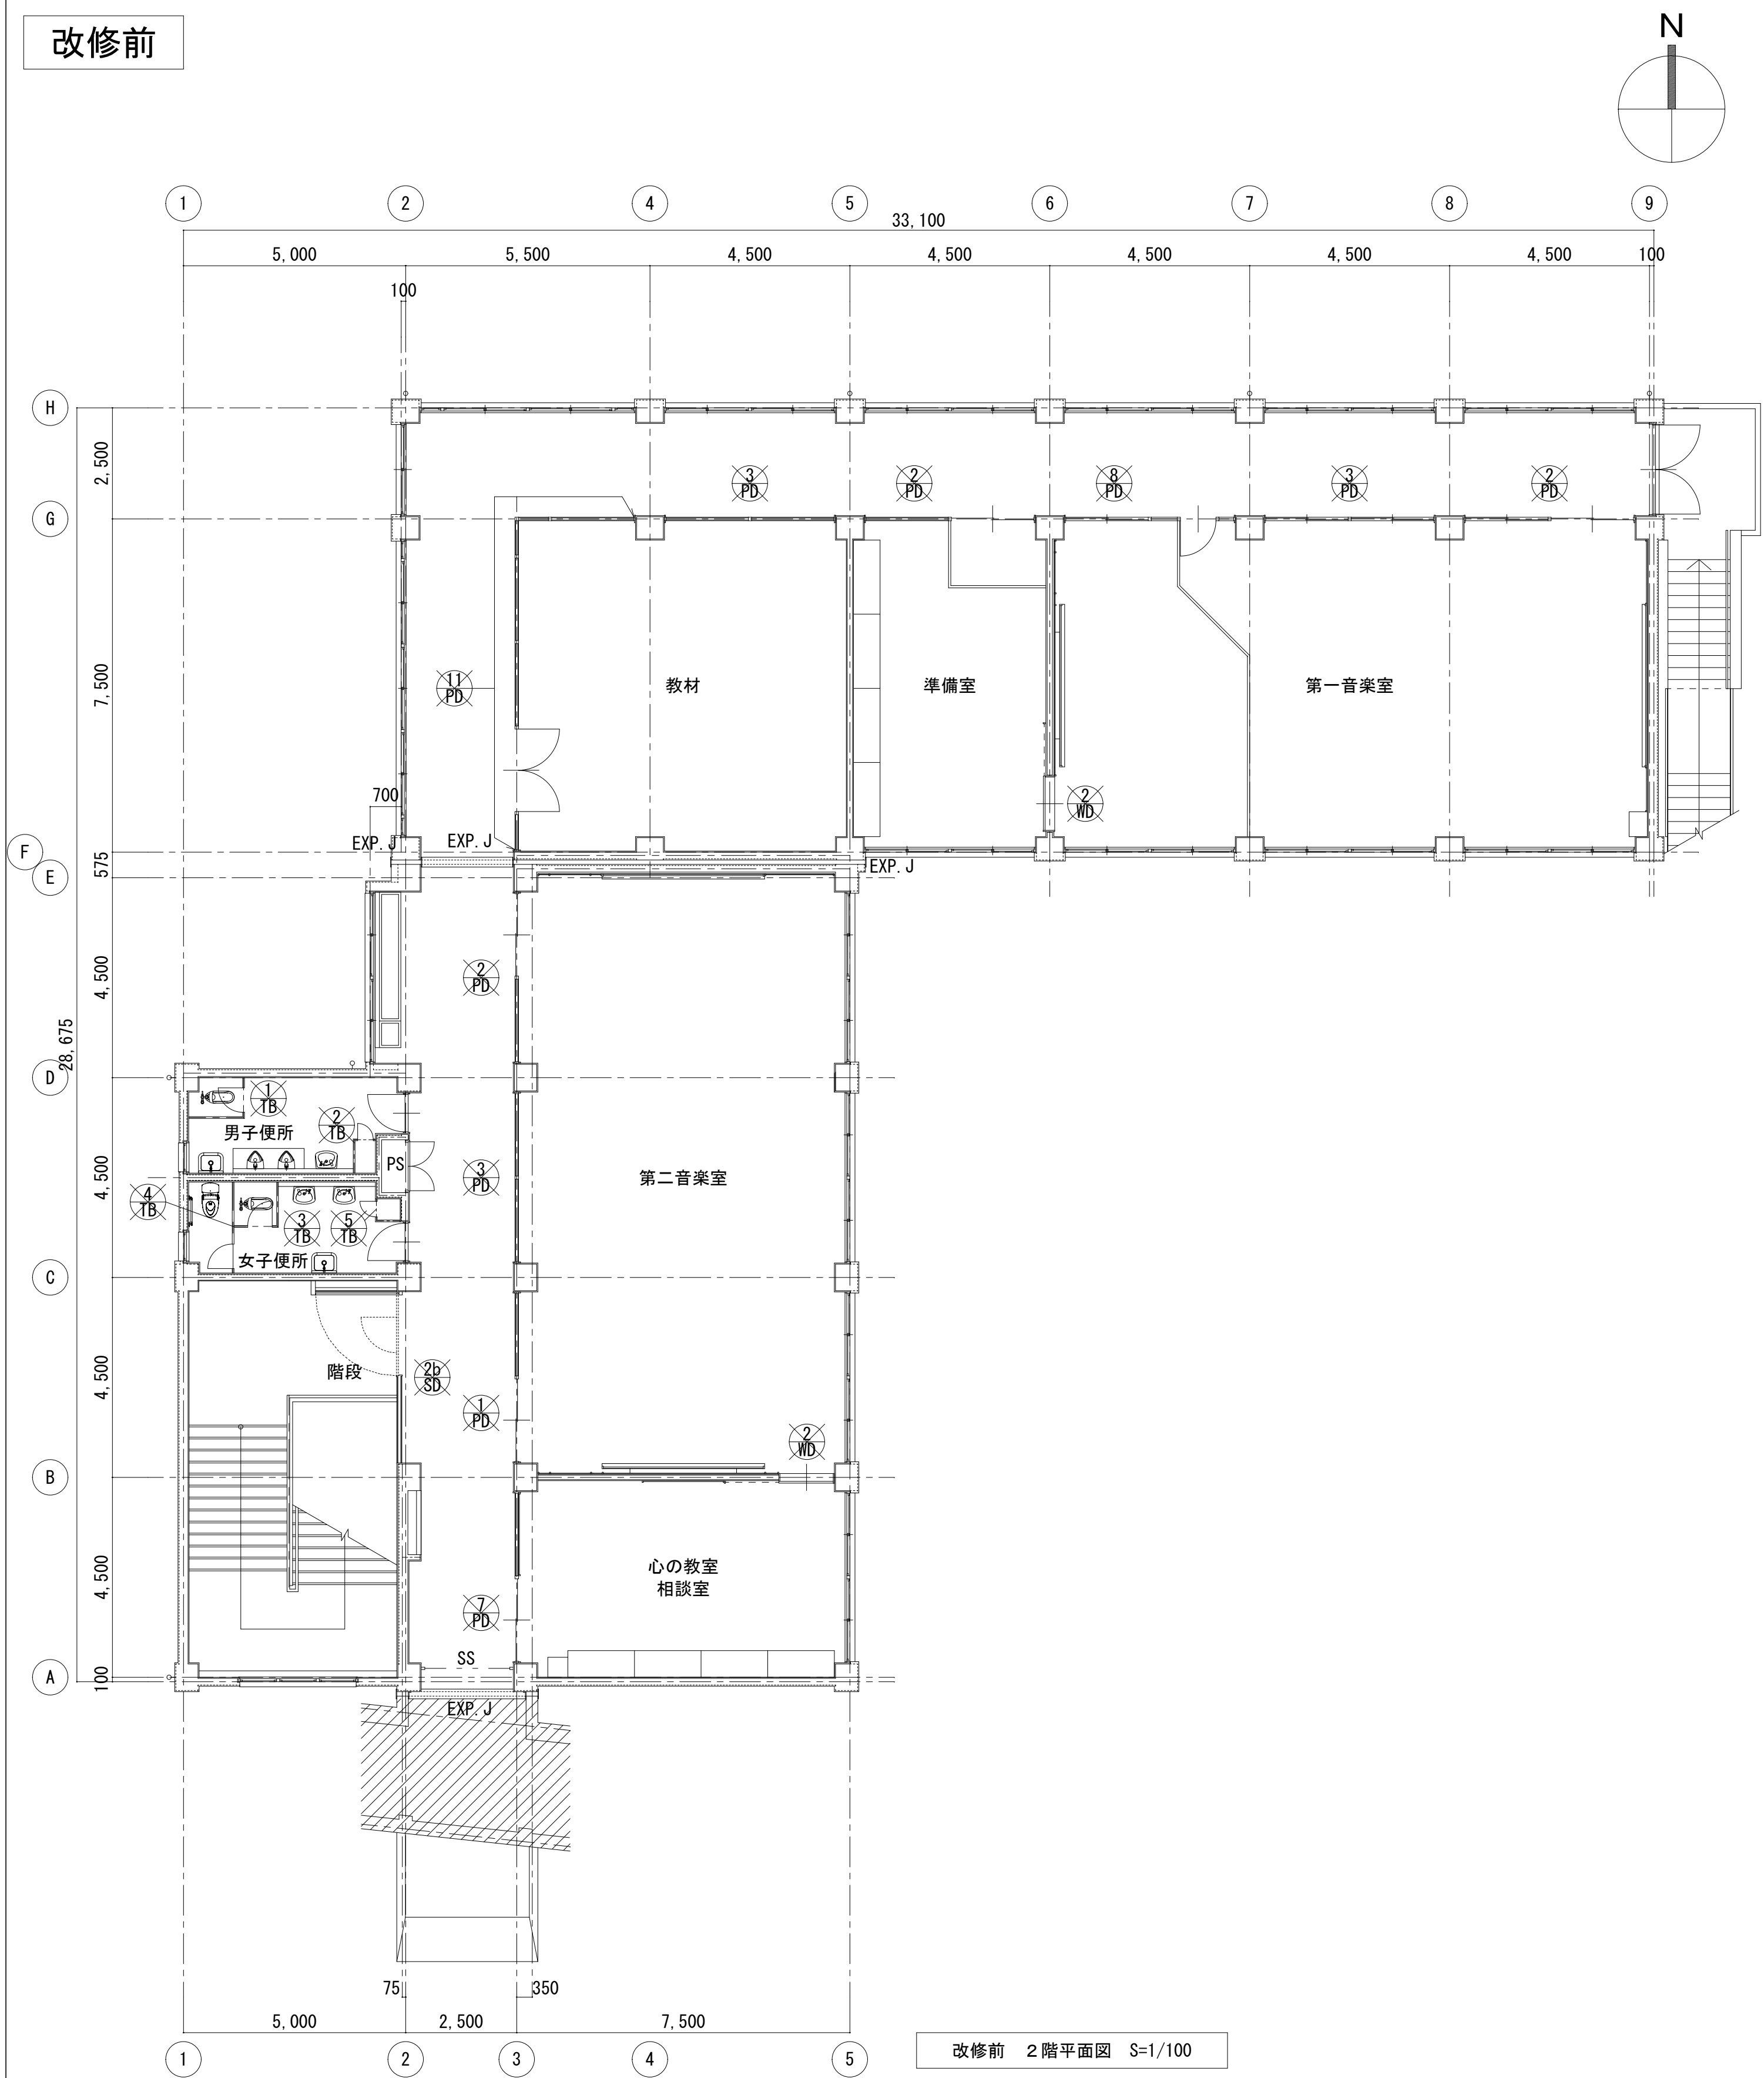 改修前
N
1 2 4 5 6 7 8 9
33,100
5,000 5,500 4,500 4,500 4,500 4,500 4,500 100
100
H
2,500
3 PD
2 PD
8 PD
3 PD
2 PD
G
7,500
11 PD
教材
準備室
第一音楽室
700
2 WD
EXP.J
EXP.J
F
575
E
EXP.J
4,500
2 PD
28,675
D
1 TB
2 TB
男子便所
PS
4,500
3 PD
第二音楽室
4 TB
3 TB
5 TB
女子便所
C
階段
4,500
2b SD
1 PD
2 WD
B
4,500
心の教室
相談室
7 PD
SS
A
100
EXP.J
75
350
5,000 2,500 7,500
1 2 3 4 5
改修前 2階平面図 S=1/100